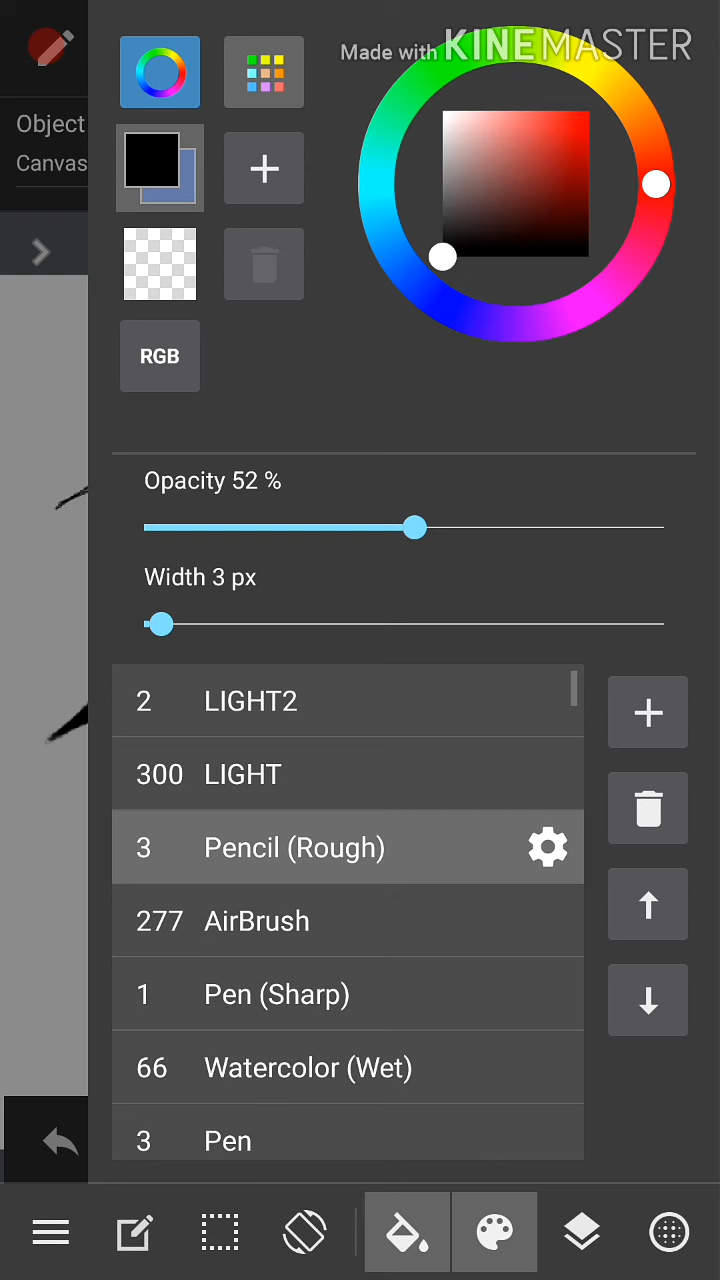 Made with KINEMASTER
Object
Canvas
RGB
Opacity 52 %
Width 3 px
2 LIGHT2
300 LIGHT
3 Pencil (Rough)
277 AirBrush
1 Pen (Sharp)
66 Watercolor (Wet)
3 Pen